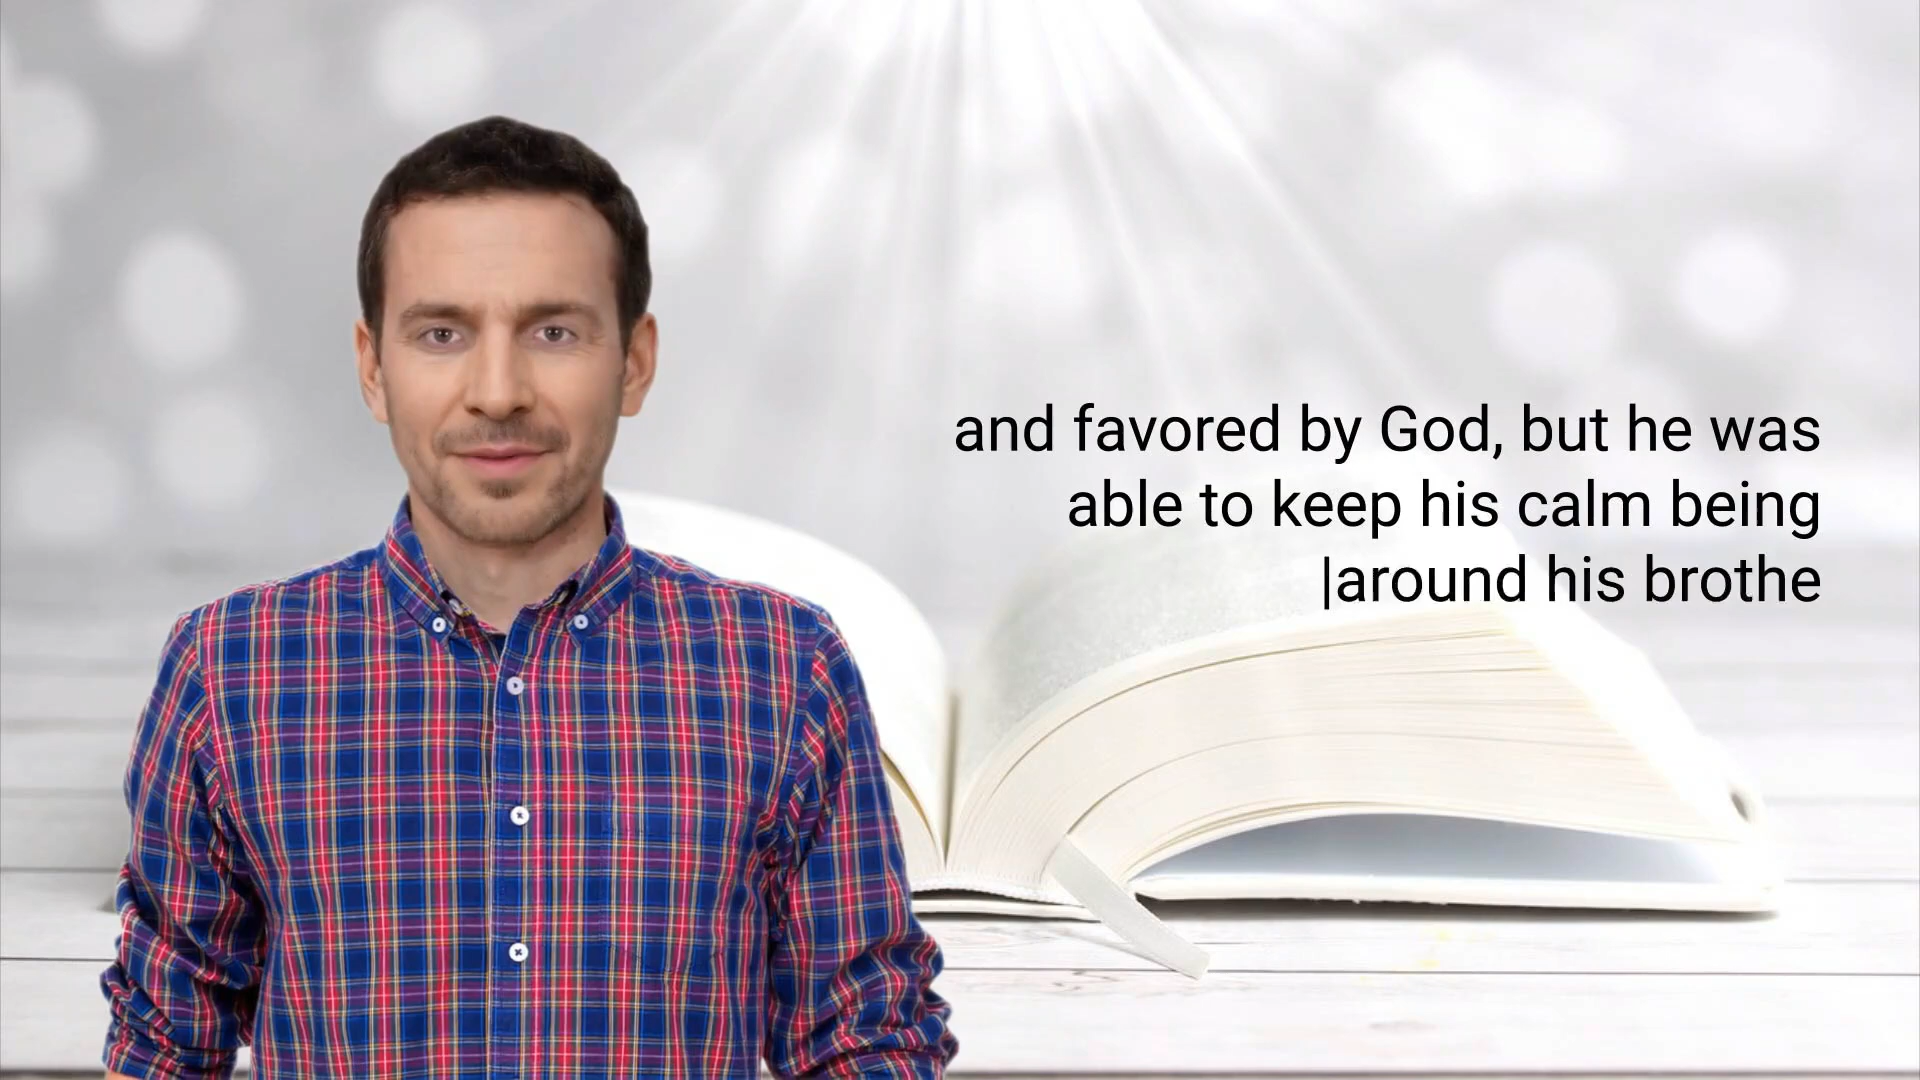 and favored by God, but he was
able to keep his calm being
|around his brothe